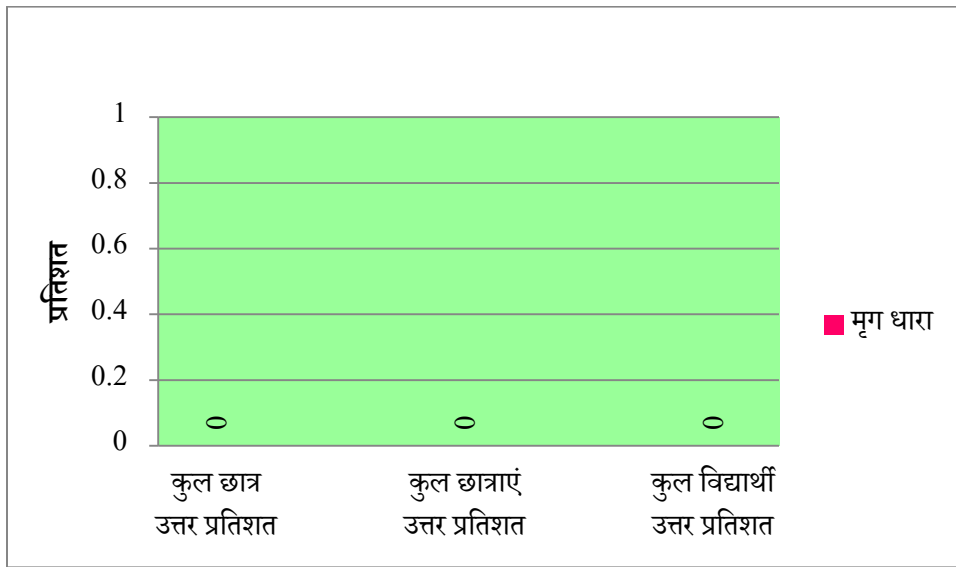 1
0.8
0.6
0.4
0.2
0
प्रतिशत
0 0 0
कुल छात्र कुल छात्राएं कुल विद्यार्थी
उत्तर प्रतिशत उत्तर प्रतिशत उत्तर प्रतिशत
मृग धारा